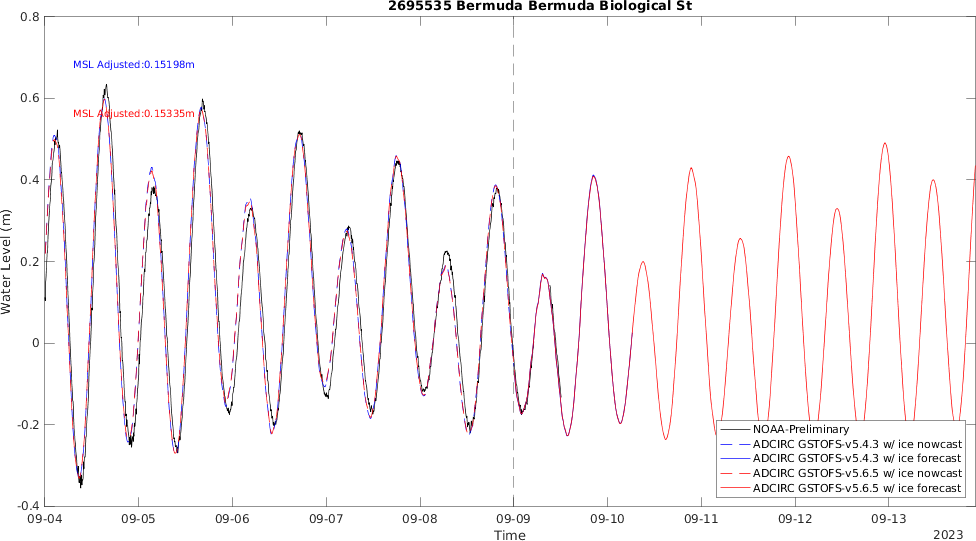 2695535 Bermuda Bermuda Biological St
0.8
MSL Adjusted:0.15198m
0.6
MSL Adjusted:0.15335m
0.4
0.2
0
-0.2
-0.4
Water Level (m)
NOAA-Preliminary
ADCIRC GSTOFS-v5.4.3 w/ ice nowcast
ADCIRC GSTOFS-v5.4.3 w/ ice forecast
ADCIRC GSTOFS-v5.6.5 w/ ice nowcast
ADCIRC GSTOFS-v5.6.5 w/ ice forecast
09-04 09-05 09-06 09-07 09-08 09-09 09-10 09-11 09-12 09-13
Time
2023